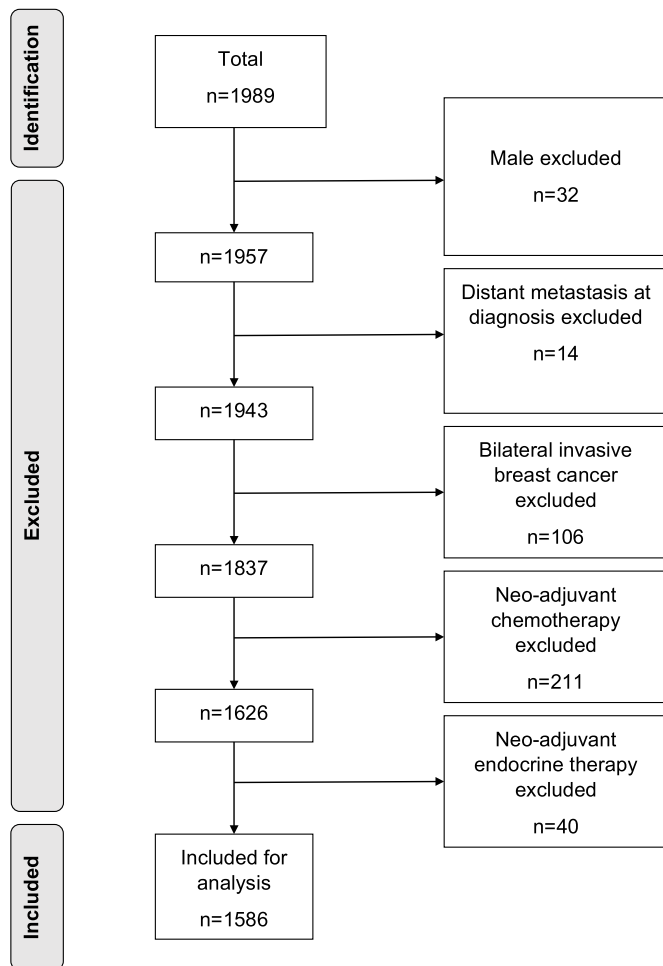 Identification
Total
n=1989
Male excluded
n=32
Excluded
n=1957
Distant metastasis at
diagnosis excluded
n=14
n=1943
Bilateral invasive
breast cancer
excluded
n=106
n=1837
Neo-adjuvant
chemotherapy
excluded
n=211
n=1626
Neo-adjuvant
endocrine therapy
excluded
n=40
Included
Included for
analysis
n=1586